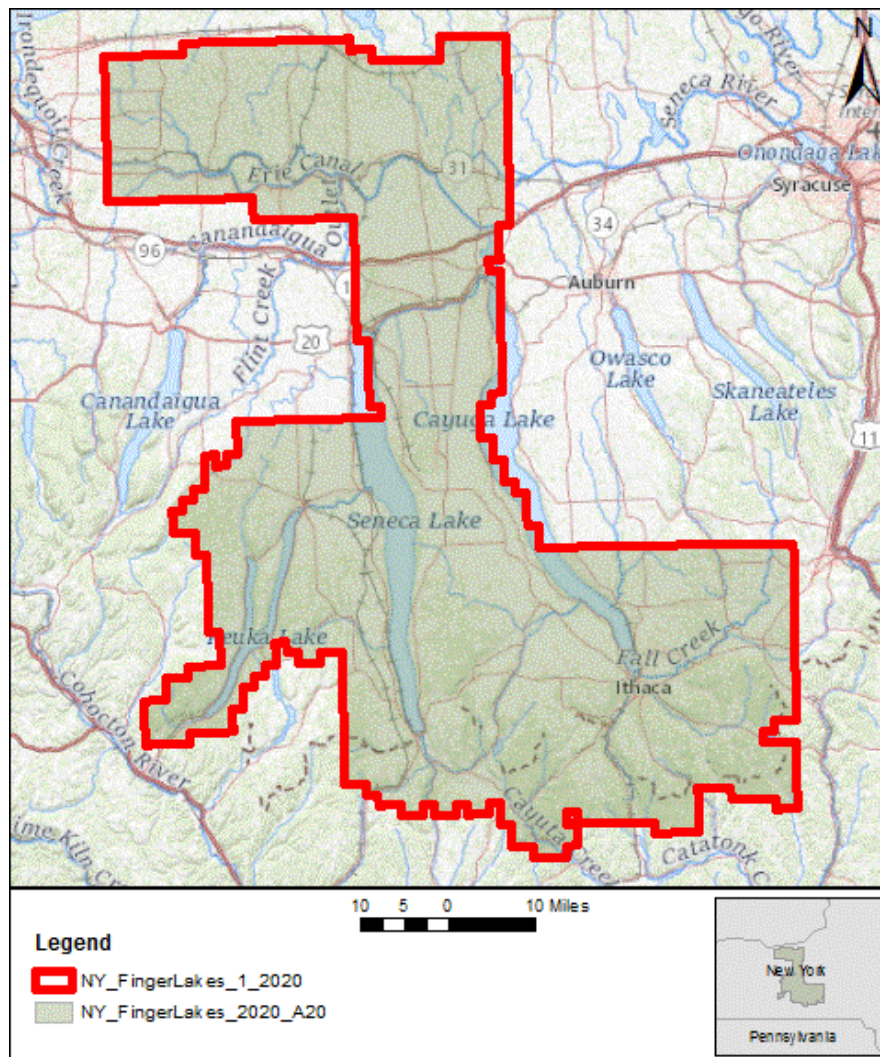 Irondequoit Creek
Seneca River
N
Onondaga Lake
Syracuse
Erie Canal
31
Outlet
34
96
Canandaigua
Auburn
Flint Creek
20
Owasco
Lake
Skaneateles
Lake
Canandaigua
Lake
Cayuga Lake
11
Seneca Lake
Keuka Lake
Fall Creek
Ithaca
Cohocton River
Cayuta Creek
Catatonk
10 5 0 10 Miles
Legend
NY_FingerLakes_1_2020
NY_FingerLakes_2020_A20
New York
Pennsylvania